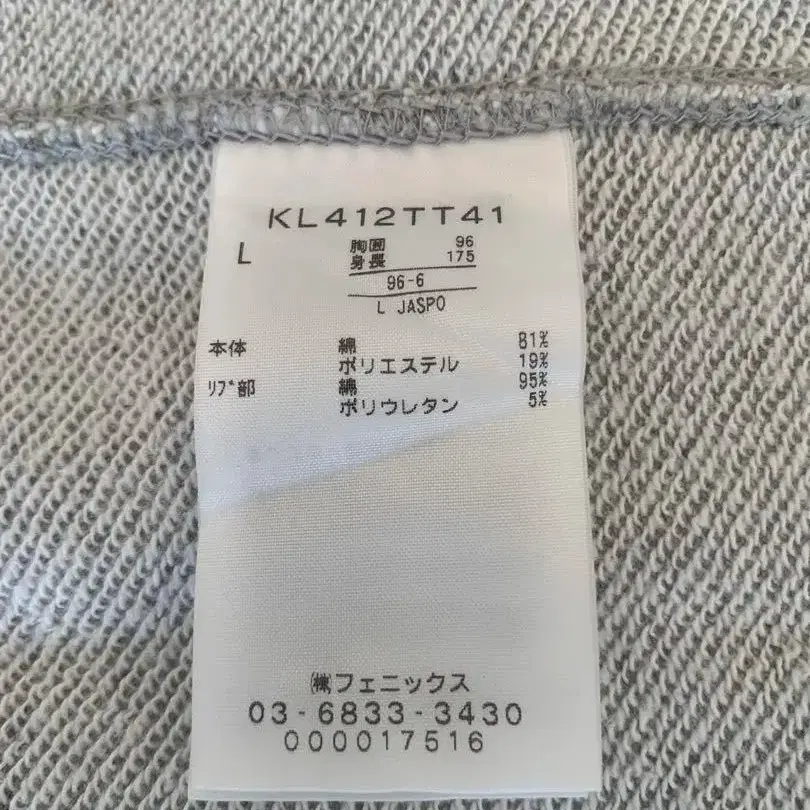 KL412TT41
L 胸囲 96
身長 175
96-6
L JASPO
本体 綿 81%
ポリエステル 19%
リブ部 綿 95%
ポリウレタン 5%
㈱フェニックス
03-6833-3430
000017516